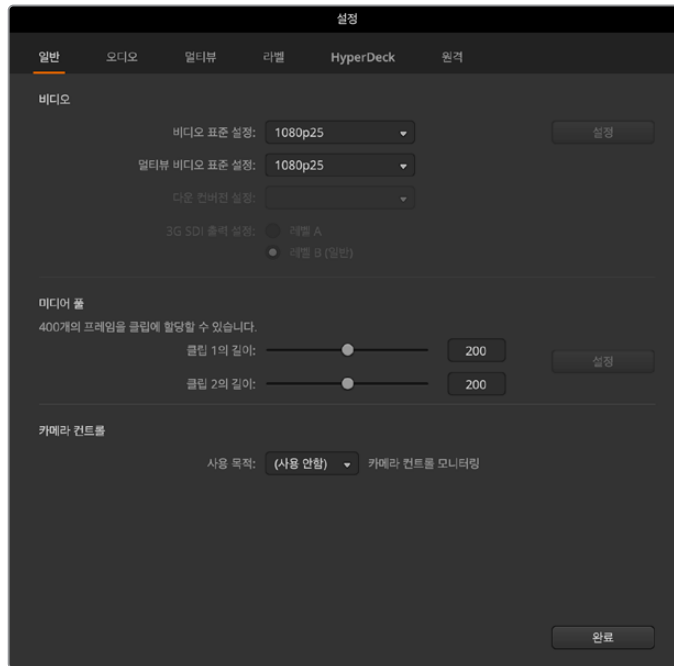 설정
일반 오디오 멀티뷰 라벨 HyperDeck 원격
비디오
비디오 표준 설정: 1080p25 설정
멀티뷰 비디오 표준 설정: 1080p25
다운 컨버전 설정:
3G SDI 출력 설정: 레벨 A
레벨 B (일반)
미디어 풀
400개의 프레임을 클립에 할당할 수 있습니다.
클립 1의 길이: 200 설정
클립 2의 길이: 200
카메라 컨트롤
사용 목적: (사용 안함) 카메라 컨트롤 모니터링
완료